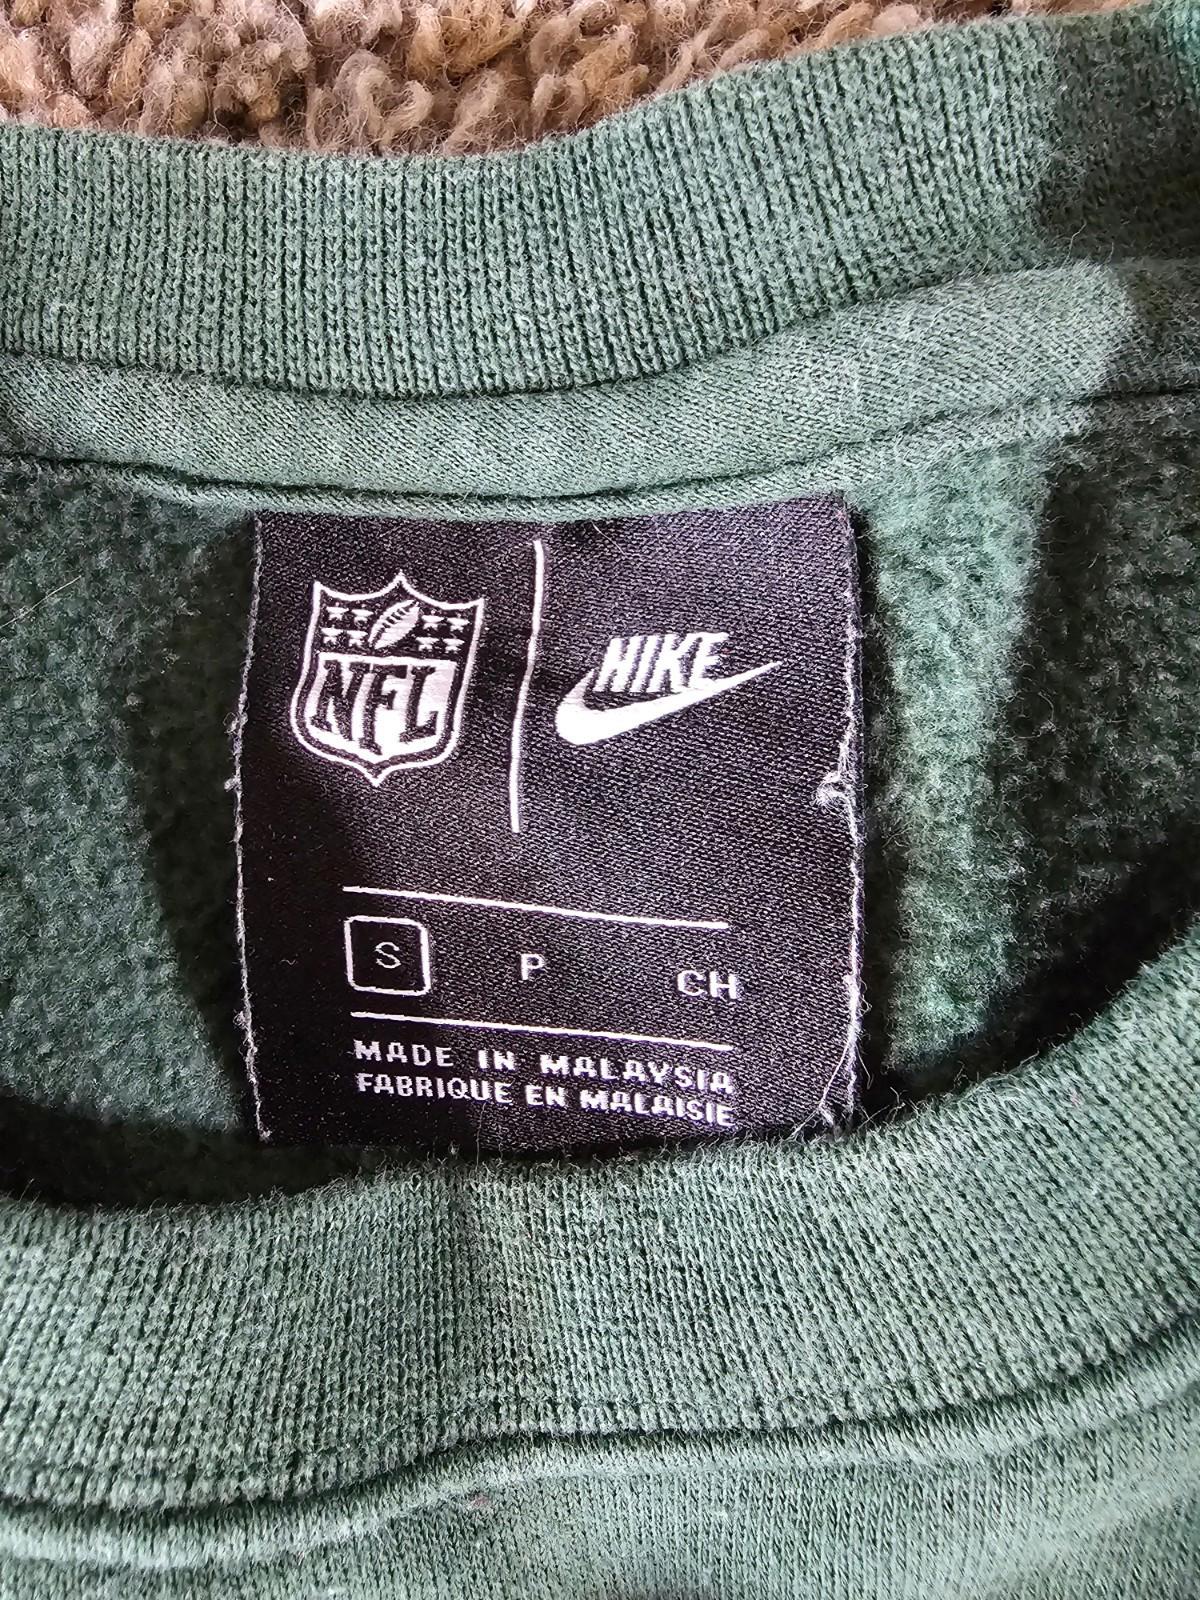 NFL
NIKE
S P CH
MADE IN MALAYSIA
FABRIQUE EN MALAISIE